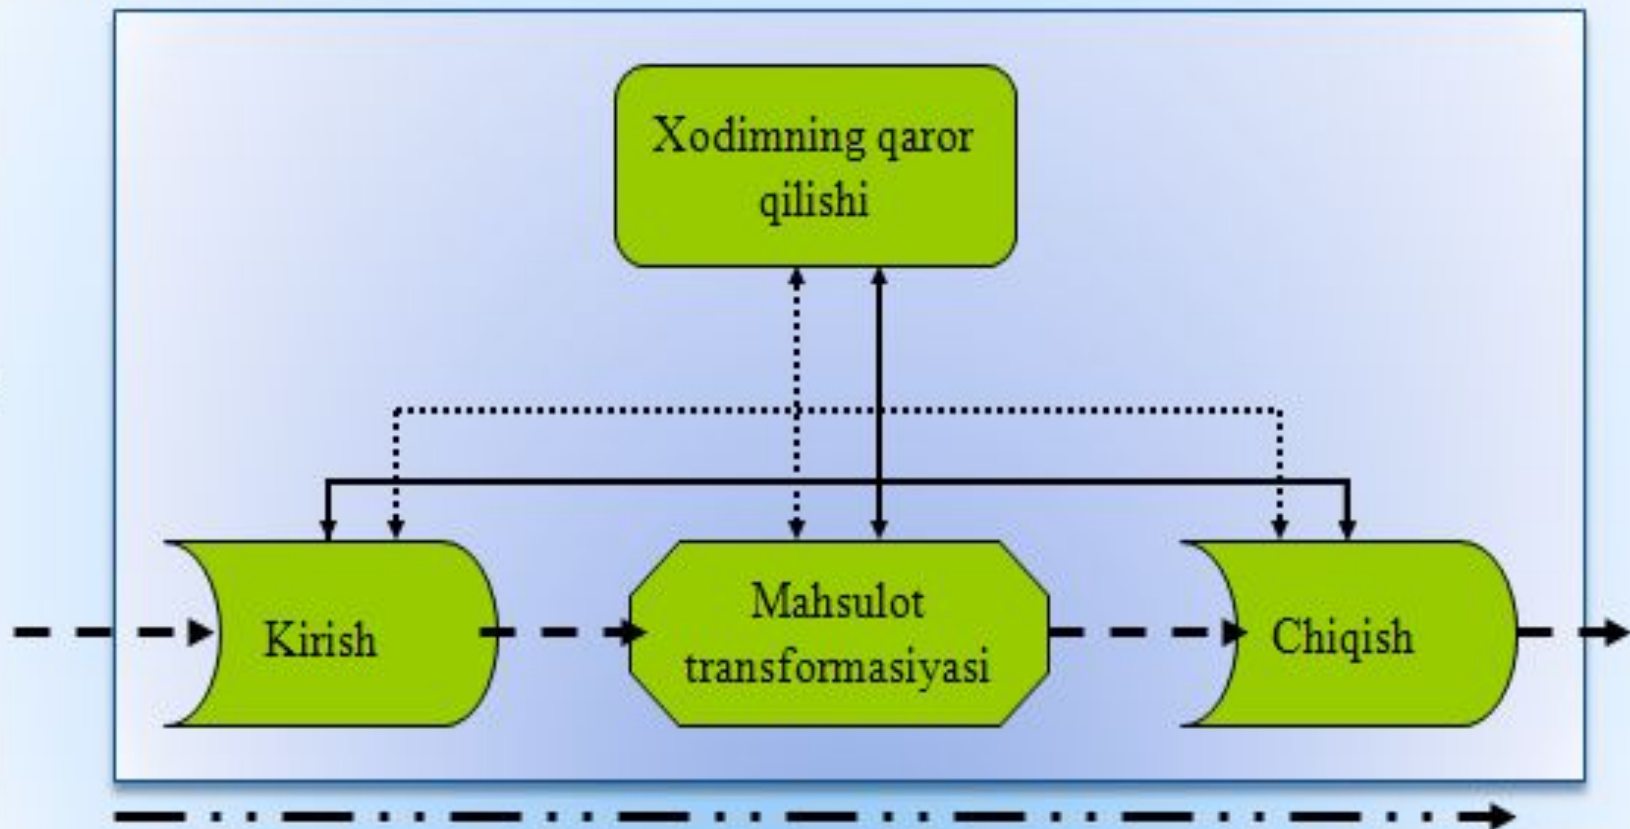 Xodimning qaror
qilishi
Kirish
Mahsulot
transformasiyasi
Chiqish